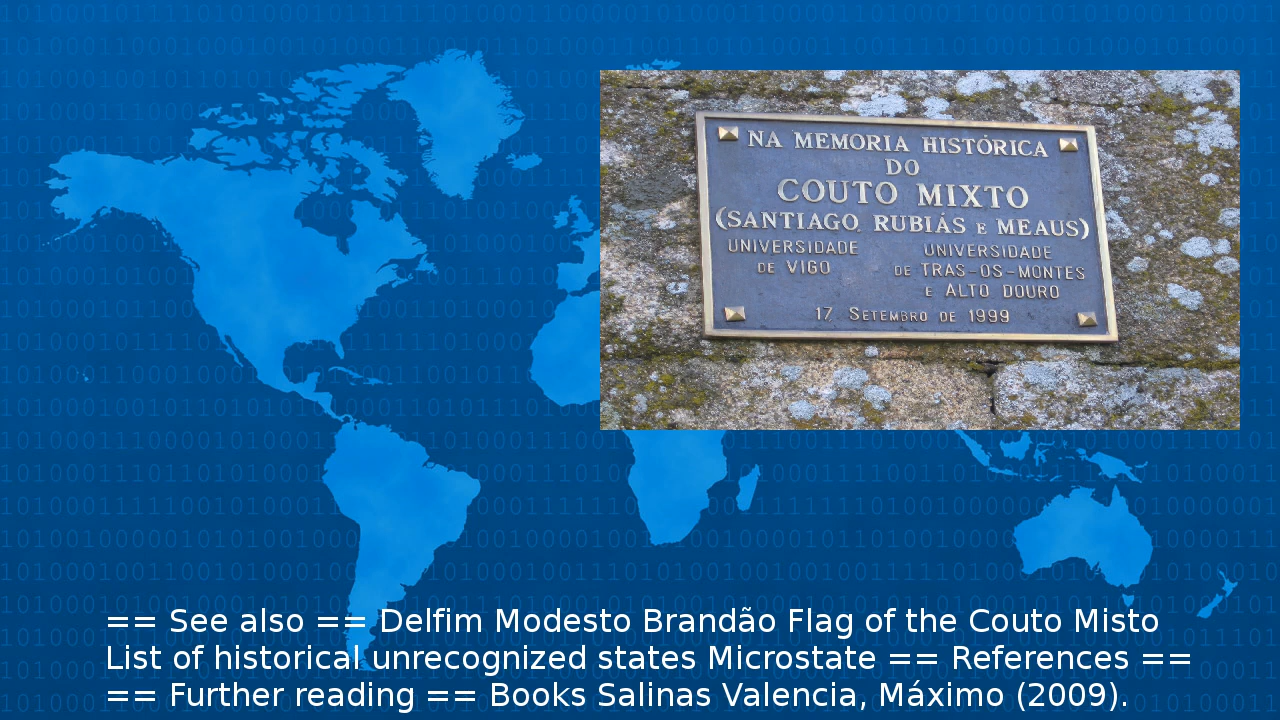 NA MEMORIA HISTÓRICA
DO
COUTO MIXTO
(SANTIAGO, RUBIÁS E MEAUS)
UNIVERSIDADE
DE VIGO
UNIVERSIDADE
DE TRAS-OS-MONTES
E ALTO DOURO
17 SETEMBRO DE 1999
== See also == Delfim Modesto Brandão Flag of the Couto Misto
List of historical unrecognized states Microstate == References ==
== Further reading == Books Salinas Valencia, Máximo (2009).